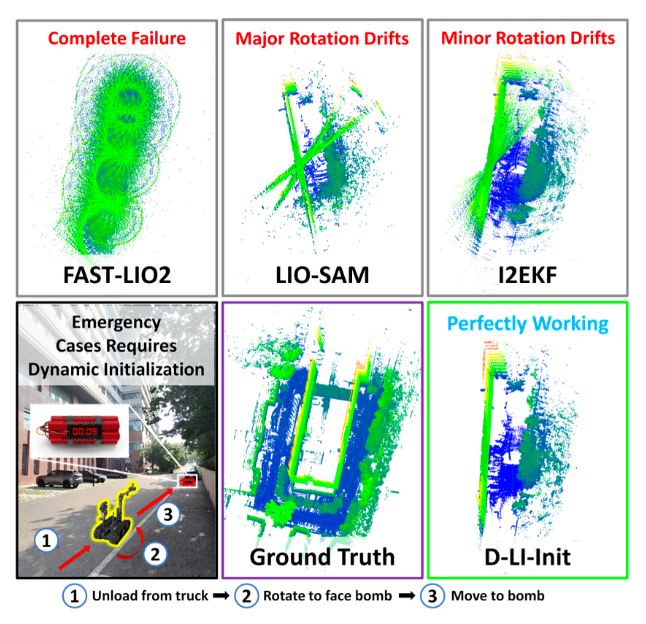 Complete Failure
FAST-LIO2
Major Rotation Drifts
LIO-SAM
Minor Rotation Drifts
I2EKF
Emergency
Cases Requires
Dynamic Initialization
00:09
1
2
3
Ground Truth
Perfectly Working
D-LI-Init
1 Unload from truck ➡ 2 Rotate to face bomb ➡ 3 Move to bomb